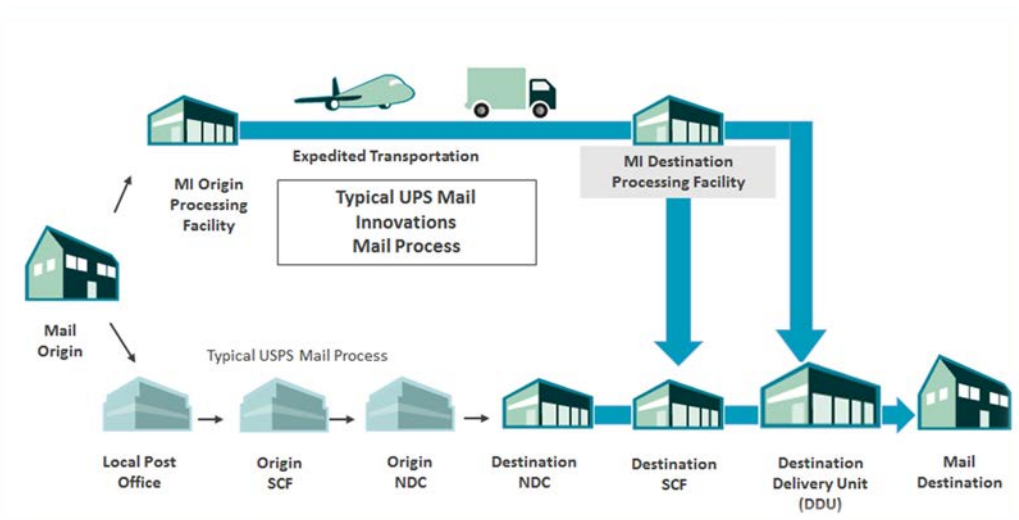 Expedited Transportation
MI Origin
Processing
Facility
Typical UPS Mail
Innovations
Mail Process
MI Destination
Processing Facility
Mail
Origin
Typical USPS Mail Process
Local Post
Office
Origin
SCF
Origin
NDC
Destination
NDC
Destination
SCF
Destination
Delivery Unit
(DDU)
Mail
Destination